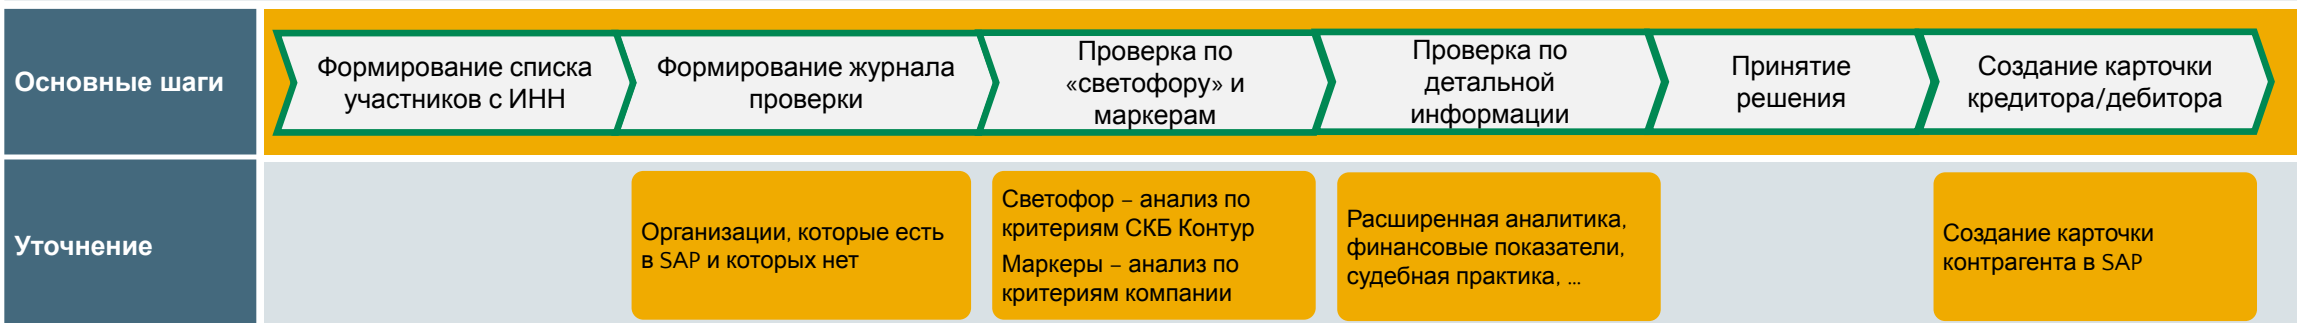 Основные шаги
Формирование списка
участников с ИНН
Формирование журнала
проверки
Проверка по
«светофору» и
маркерам
Проверка по
детальной
информации
Принятие
решения
Создание карточки
кредитора/дебитора
Уточнение
Организации, которые есть
в SAP и которых нет
Светофор – анализ по
критериям СКБ Контур
Маркеры – анализ по
критериям компании
Расширенная аналитика,
финансовые показатели,
судебная практика, ...
Создание карточки
контрагента в SAP